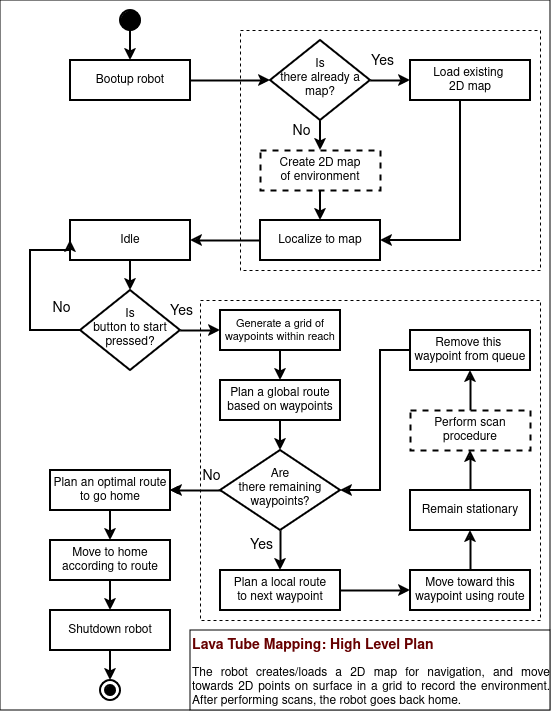 Bootup robot
Is
there already a
map?
Yes
Load existing
2D map
No
Create 2D map
of environment
Idle
Localize to map
No
Is
button to start
pressed?
Yes
Generate a grid of
waypoints within reach
Remove this
waypoint from queue
Plan a global route
based on waypoints
Perform scan
procedure
Are
there remaining
waypoints?
No
Plan an optimal route
to go home
Remain stationary
Yes
Move to home
according to route
Plan a local route
to next waypoint
Move toward this
waypoint using route
Shutdown robot
Lava Tube Mapping: High Level Plan
The robot creates/loads a 2D map for navigation, and move
towards 2D points on surface in a grid to record the environment.
After performing scans, the robot goes back home.